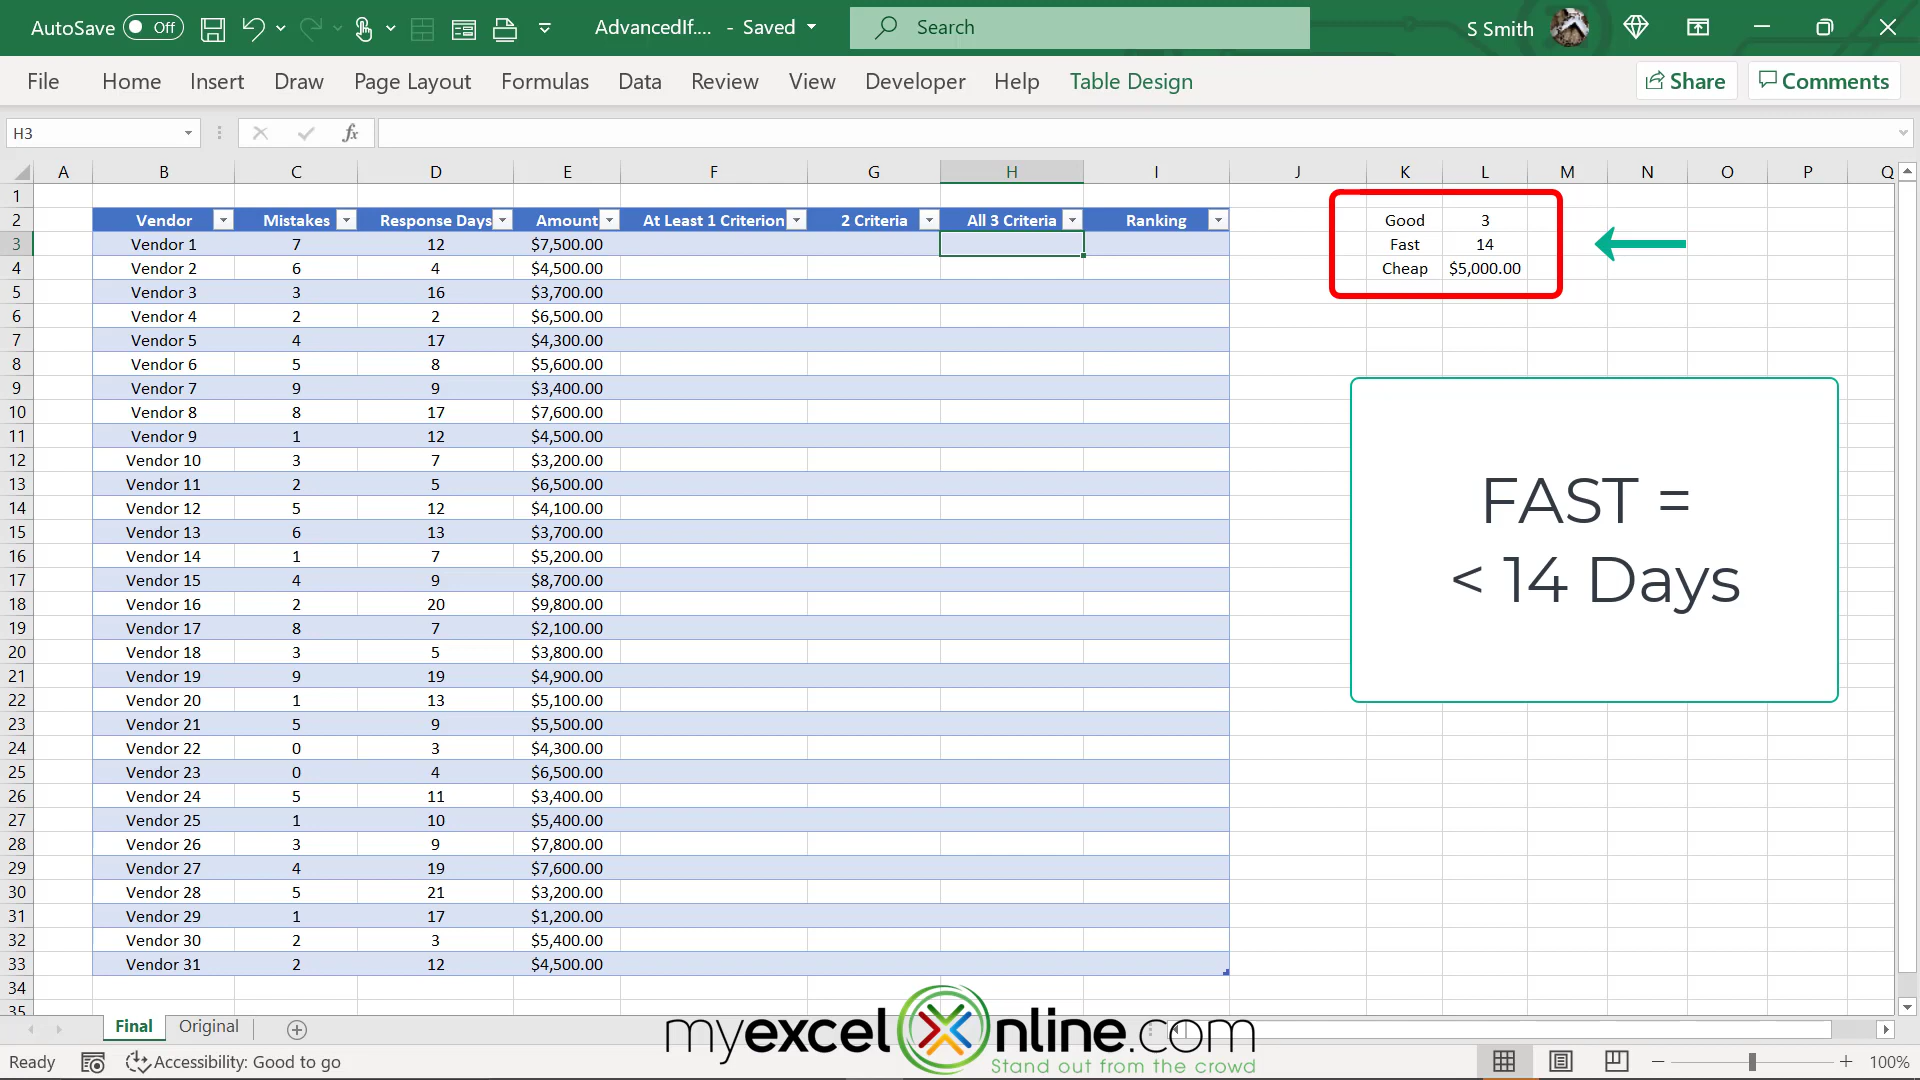 AutoSave Off AdvancedIf.... - Saved Search S Smith
File Home Insert Draw Page Layout Formulas Data Review View Developer Help Table Design Share Comments
H3 fx
A B C D E F G H I J K L M N O P Q
1
2 Vendor Mistakes Response Days Amount At Least 1 Criterion 2 Criteria All 3 Criteria Ranking Good 3
3 Vendor 1 7 12 $7,500.00 Fast 14
4 Vendor 2 6 4 $4,500.00 Cheap $5,000.00
5 Vendor 3 3 16 $3,700.00
6 Vendor 4 2 2 $6,500.00
7 Vendor 5 4 17 $4,300.00
8 Vendor 6 5 8 $5,600.00
9 Vendor 7 9 9 $3,400.00
10 Vendor 8 8 17 $7,600.00
11 Vendor 9 1 12 $4,500.00
12 Vendor 10 3 7 $3,200.00
13 Vendor 11 2 5 $6,500.00
14 Vendor 12 5 12 $4,100.00
15 Vendor 13 6 13 $3,700.00
16 Vendor 14 1 7 $5,200.00
17 Vendor 15 4 9 $8,700.00
18 Vendor 16 2 20 $9,800.00
19 Vendor 17 8 7 $2,100.00
20 Vendor 18 3 5 $3,800.00
21 Vendor 19 9 19 $4,900.00
22 Vendor 20 1 13 $5,100.00
23 Vendor 21 5 9 $5,500.00
24 Vendor 22 0 3 $4,300.00
25 Vendor 23 0 4 $6,500.00
26 Vendor 24 5 11 $3,400.00
27 Vendor 25 1 10 $5,400.00
28 Vendor 26 3 9 $7,800.00
29 Vendor 27 4 19 $7,600.00
30 Vendor 28 5 21 $3,200.00
31 Vendor 29 1 17 $1,200.00
32 Vendor 30 2 3 $5,400.00
33 Vendor 31 2 12 $4,500.00
34
35
FAST =
< 14 Days
Final Original
myexcelonline.com
Stand out from the crowd
Ready Accessibility: Good to go 100%